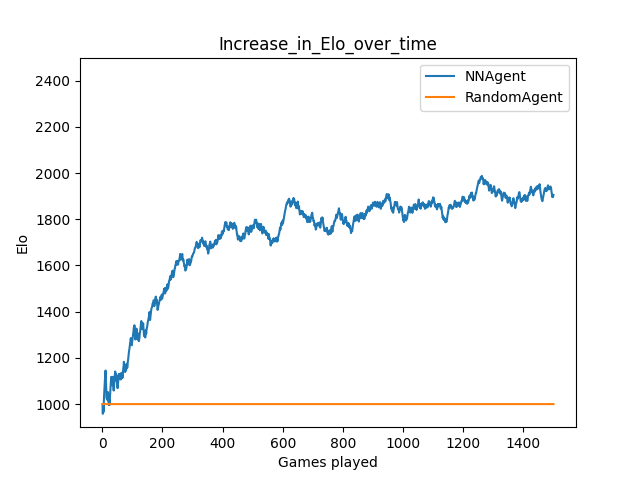 Increase_in_Elo_over_time
NNAgent
RandomAgent
2400
2200
2000
1800
1600
1400
1200
1000
Elo
0 200 400 600 800 1000 1200 1400
Games played